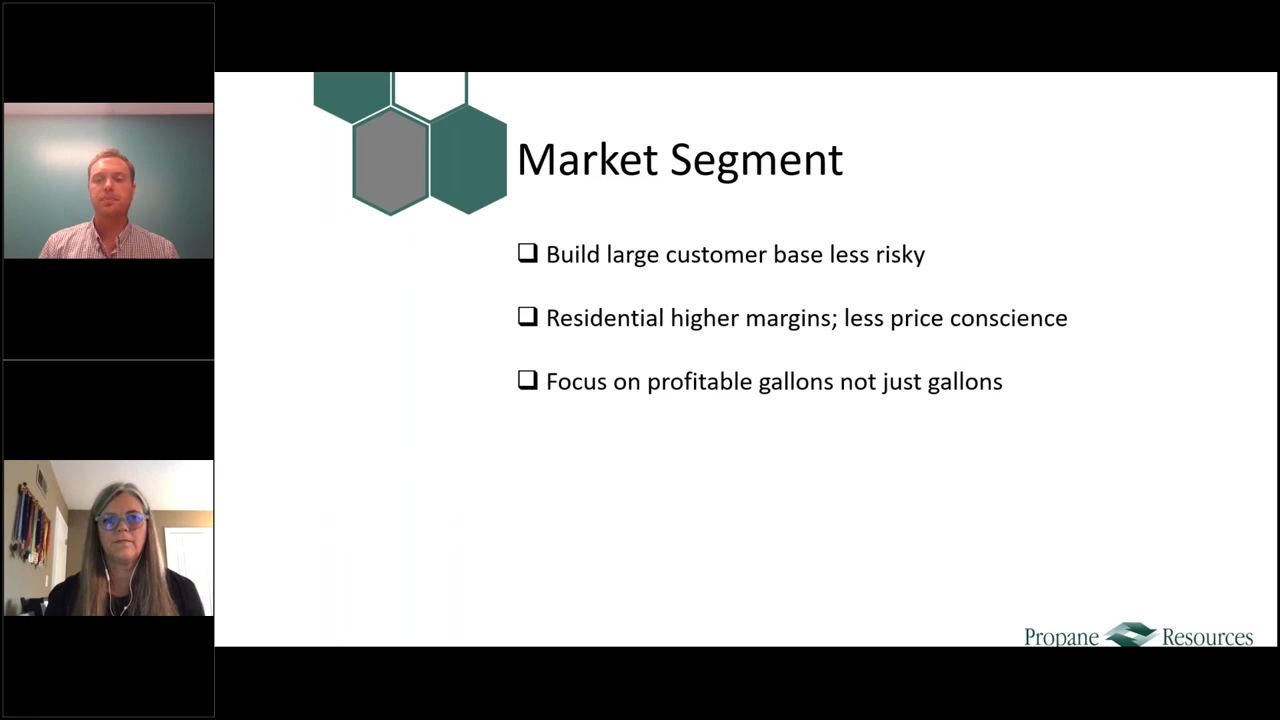 Market Segment
Build large customer base less risky
Residential higher margins; less price conscience
Focus on profitable gallons not just gallons
Propane Resources